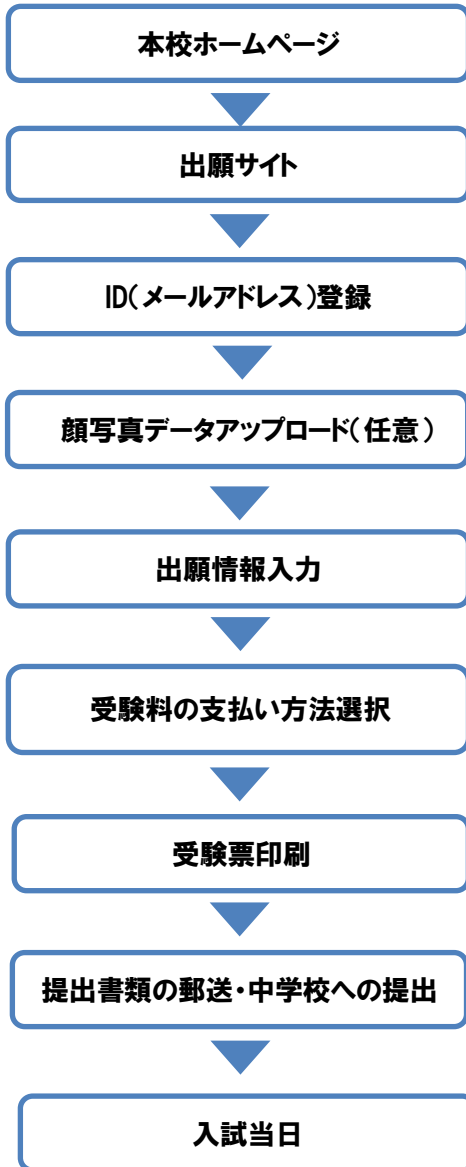 本校ホームページ
出願サイト
ID(メールアドレス)登録
顔写真データアップロード(任意)
出願情報入力
受験料の支払い方法選択
受験票印刷
提出書類の郵送・中学校への提出
入試当日